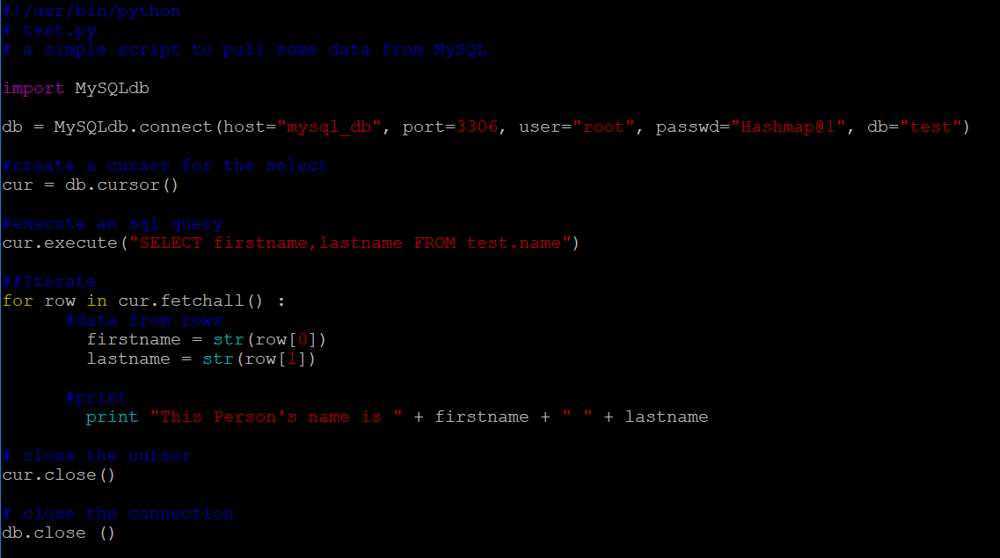 #!/usr/bin/python
# test.py
# a simple script to pull some data from MySQL
import MySQLdb
db = MySQLdb.connect(host="mysql_db", port=3306, user="root", passwd="Hashmap@1", db="test")
#create a cursor for the select
cur = db.cursor()
#execute an sql query
cur.execute("SELECT firstname,lastname FROM test.name")
##Iterate
for row in cur.fetchall() :
#data from rows
firstname = str(row[0])
lastname = str(row[1])
#print
print "This Person's name is " + firstname + " " + lastname
# close the cursor
cur.close()
# close the connection
db.close ()